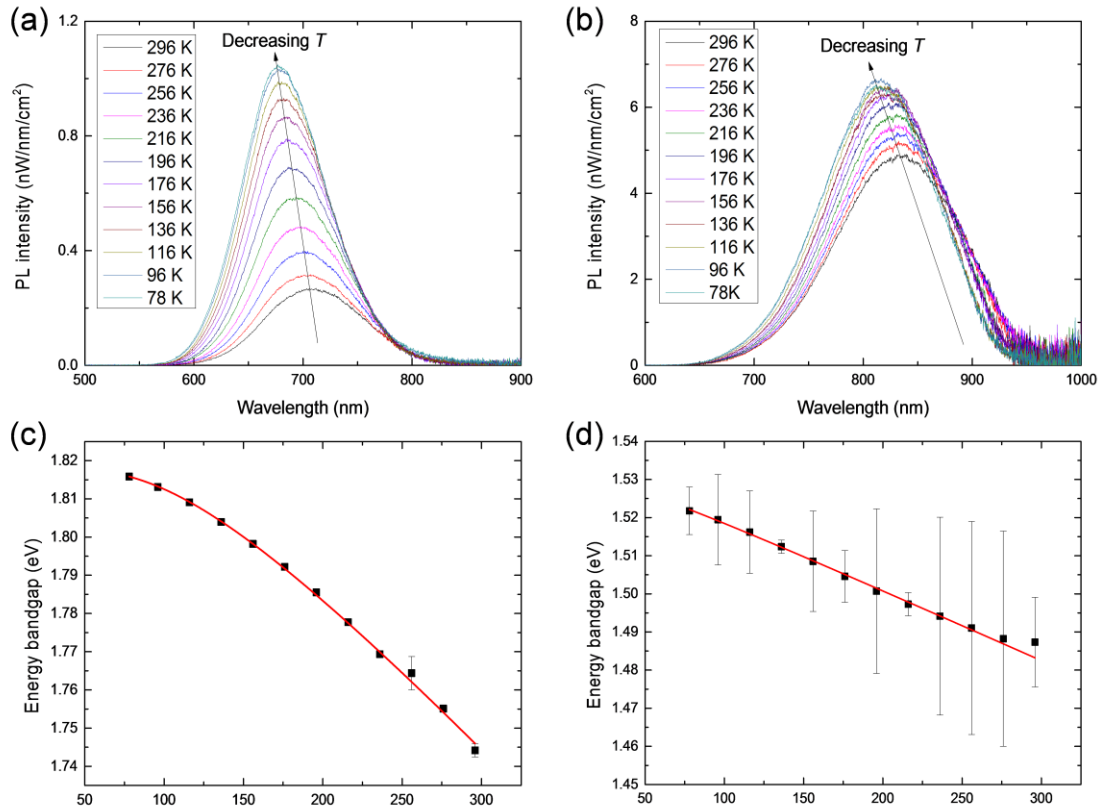 (a)
Decreasing T
296 K
276 K
256 K
236 K
216 K
196 K
176 K
156 K
136 K
116 K
96 K
78 K
PL intensity (nW/nm/cm²)
1.2
0.9
0.6
0.4
0.2
0.0
500
600
700
800
900
Wavelength (nm)
(b)
Decreasing T
296 K
276 K
256 K
236 K
216 K
196 K
176 K
156 K
136 K
116 K
96 K
78K
PL intensity (nW/nm/cm²)
8
6
4
2
0
600
700
800
900
1000
Wavelength (nm)
(c)
Energy bandgap (eV)
1.82
1.81
1.80
1.79
1.78
1.77
1.76
1.75
1.74
50
100
150
200
250
300
(d)
Energy bandgap (eV)
1.54
1.53
1.52
1.51
1.50
1.49
1.48
1.47
1.46
1.45
50
100
150
200
250
300